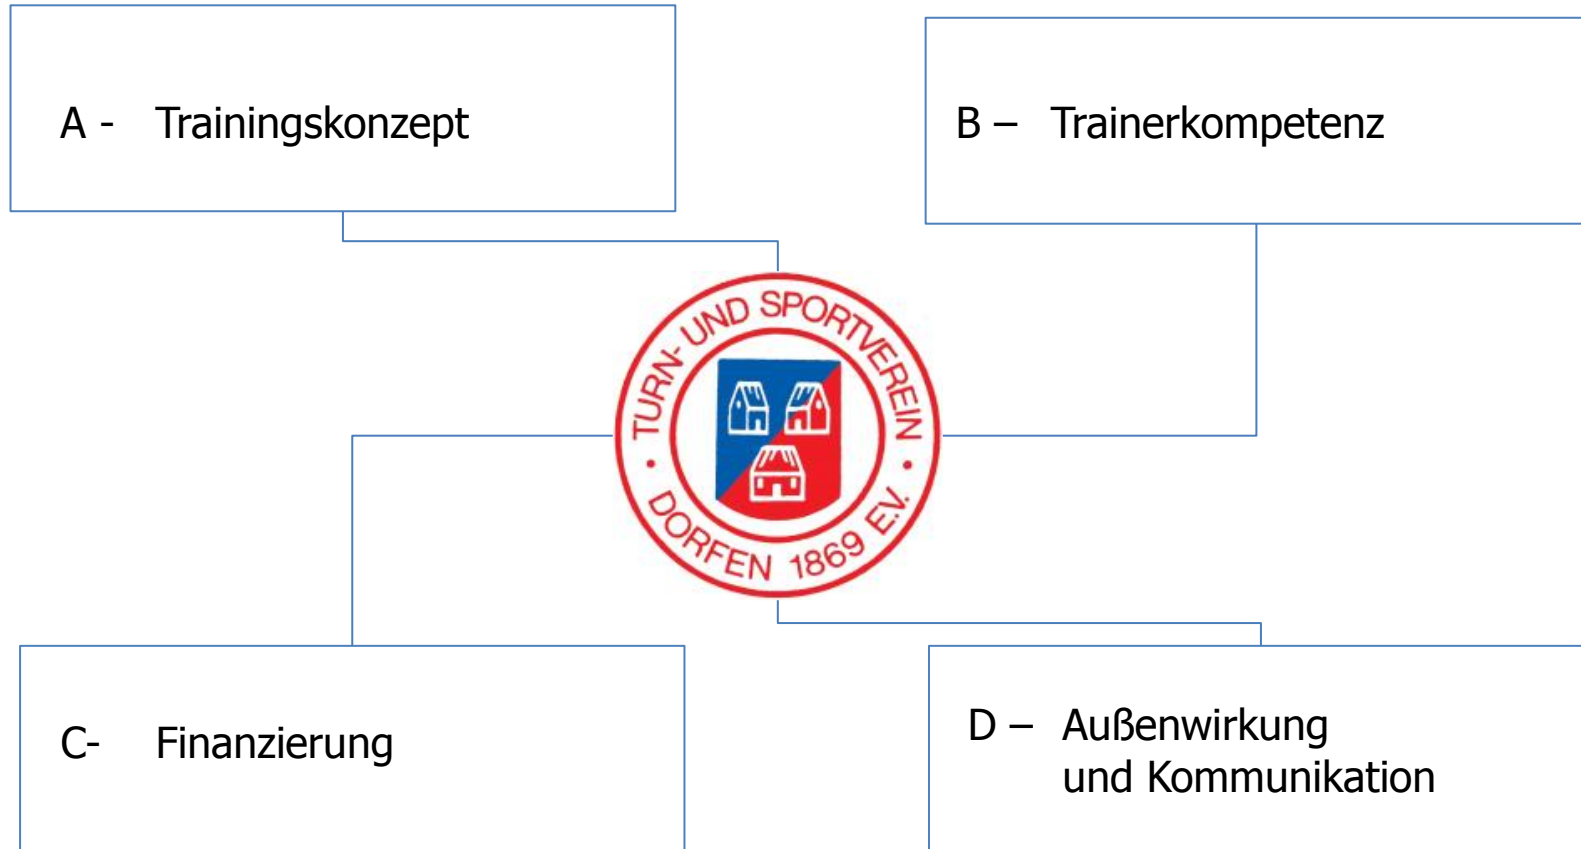 A - Trainingskonzept
B – Trainerkompetenz
TURN- UND SPORTVEREIN
• DORFEN 1869 E.V. •
C- Finanzierung
D – Außenwirkung
und Kommunikation